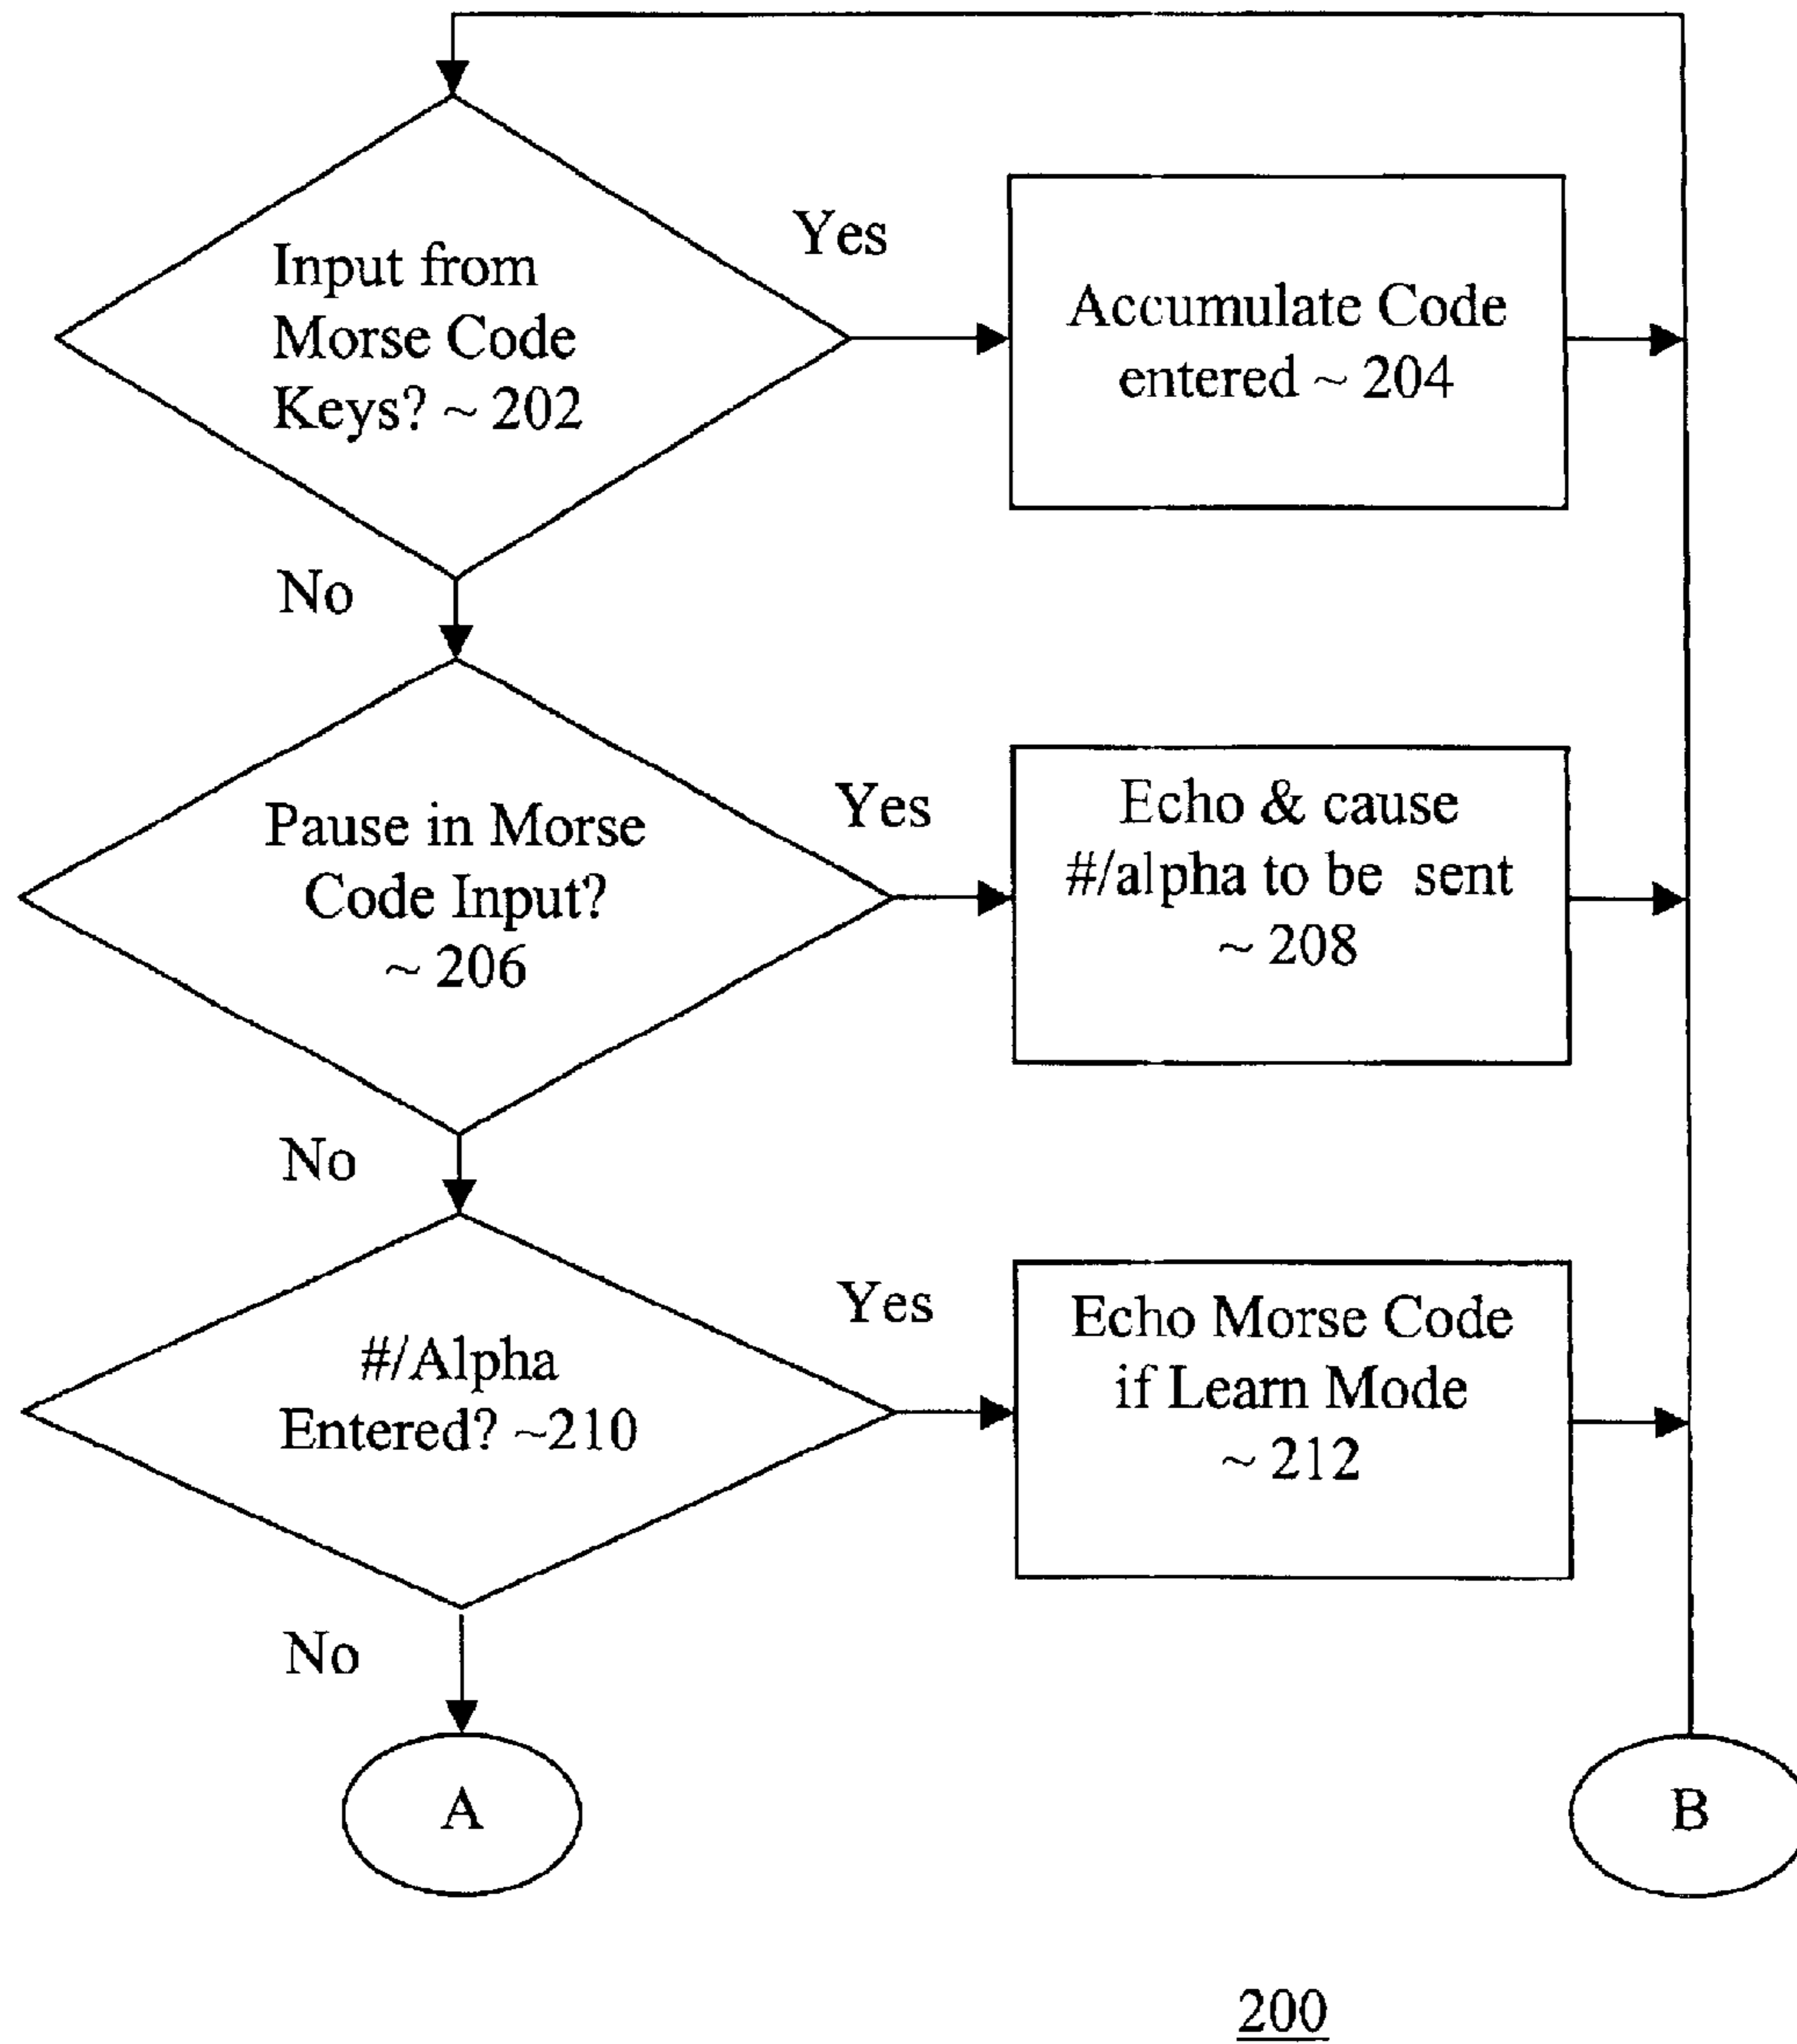 Input from
Morse Code
Keys? ~ 202
Yes
Accumulate Code
entered ~ 204
No
Pause in Morse
Code Input?
~ 206
Yes
Echo & cause
#/alpha to be sent
~ 208
No
#/Alpha
Entered? ~210
Yes
Echo Morse Code
if Learn Mode
~ 212
No
A
B
200